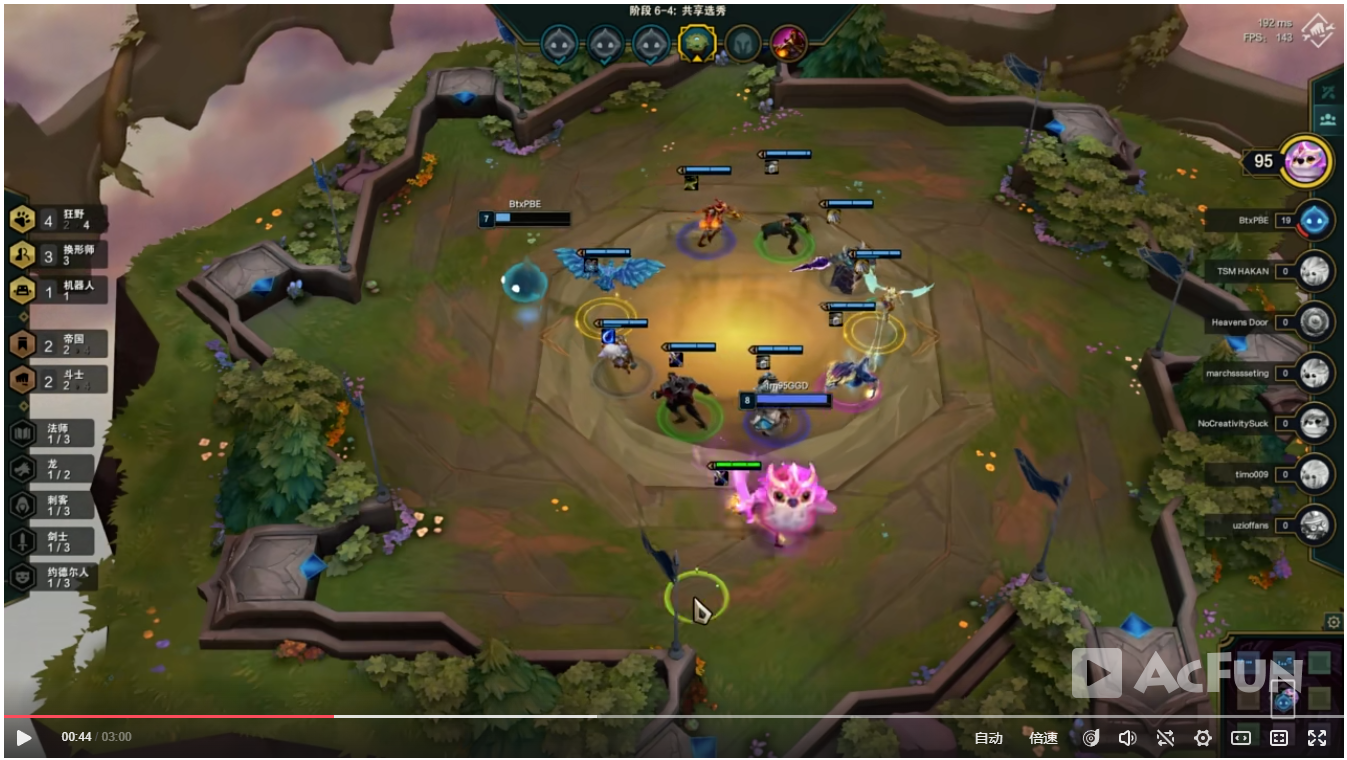 阶段 6-4: 共享选秀
192 ms
FPS: 143
95
BtxPBE
7
BtxPBE 19
TSM HAKAN 0
Heavens Door 0
marchsssseting 0
NoCreativitySuck 0
timo009 0
uzioffans 0
4 狂野
2 4
3 换形师
3
1 机器人
1
2 帝国
2 4
2 斗士
2 4
法师
1 / 3
龙
1 / 2
刺客
1 / 3
剑士
1 / 3
约德尔人
1 / 3
8
AcFun
00:44 / 03:00
自动
倍速